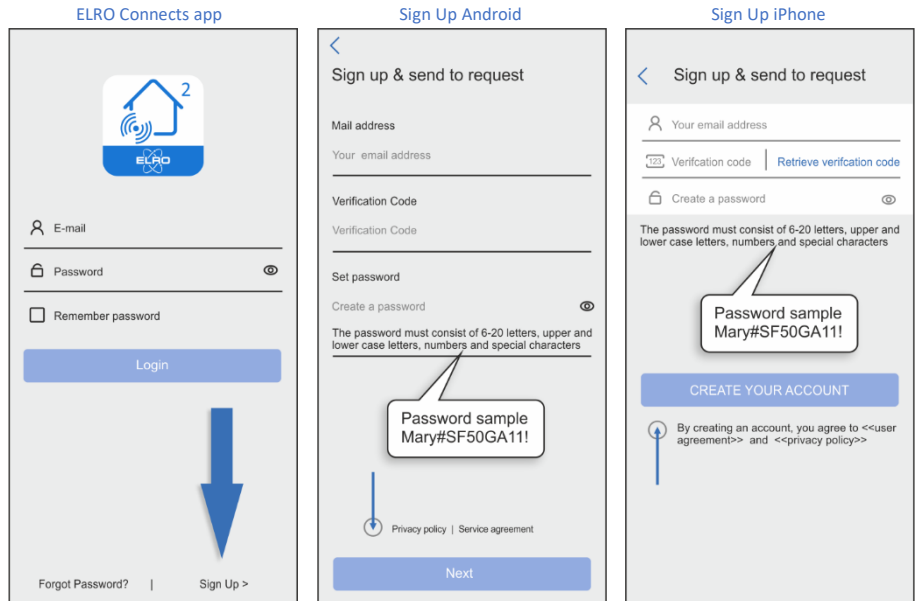 ELRO Connects app
2
ELRO
E-mail
Password
Remember password
Login
Forgot Password? | Sign Up >
Sign Up Android
Sign up & send to request
Mail address
Your email address
Verification Code
Verification Code
Set password
Create a password
The password must consist of 6-20 letters, upper and
lower case letters, numbers and special characters
Password sample
Mary#SF50GA11!
Privacy policy | Service agreement
Next
Sign Up iPhone
Sign up & send to request
Your email address
123 Verifcation code | Retrieve verifcation code
Create a password
The password must consist of 6-20 letters, upper and
lower case letters, numbers and special characters
Password sample
Mary#SF50GA11!
CREATE YOUR ACCOUNT
By creating an account, you agree to <<user
agreement>> and <<privacy policy>>